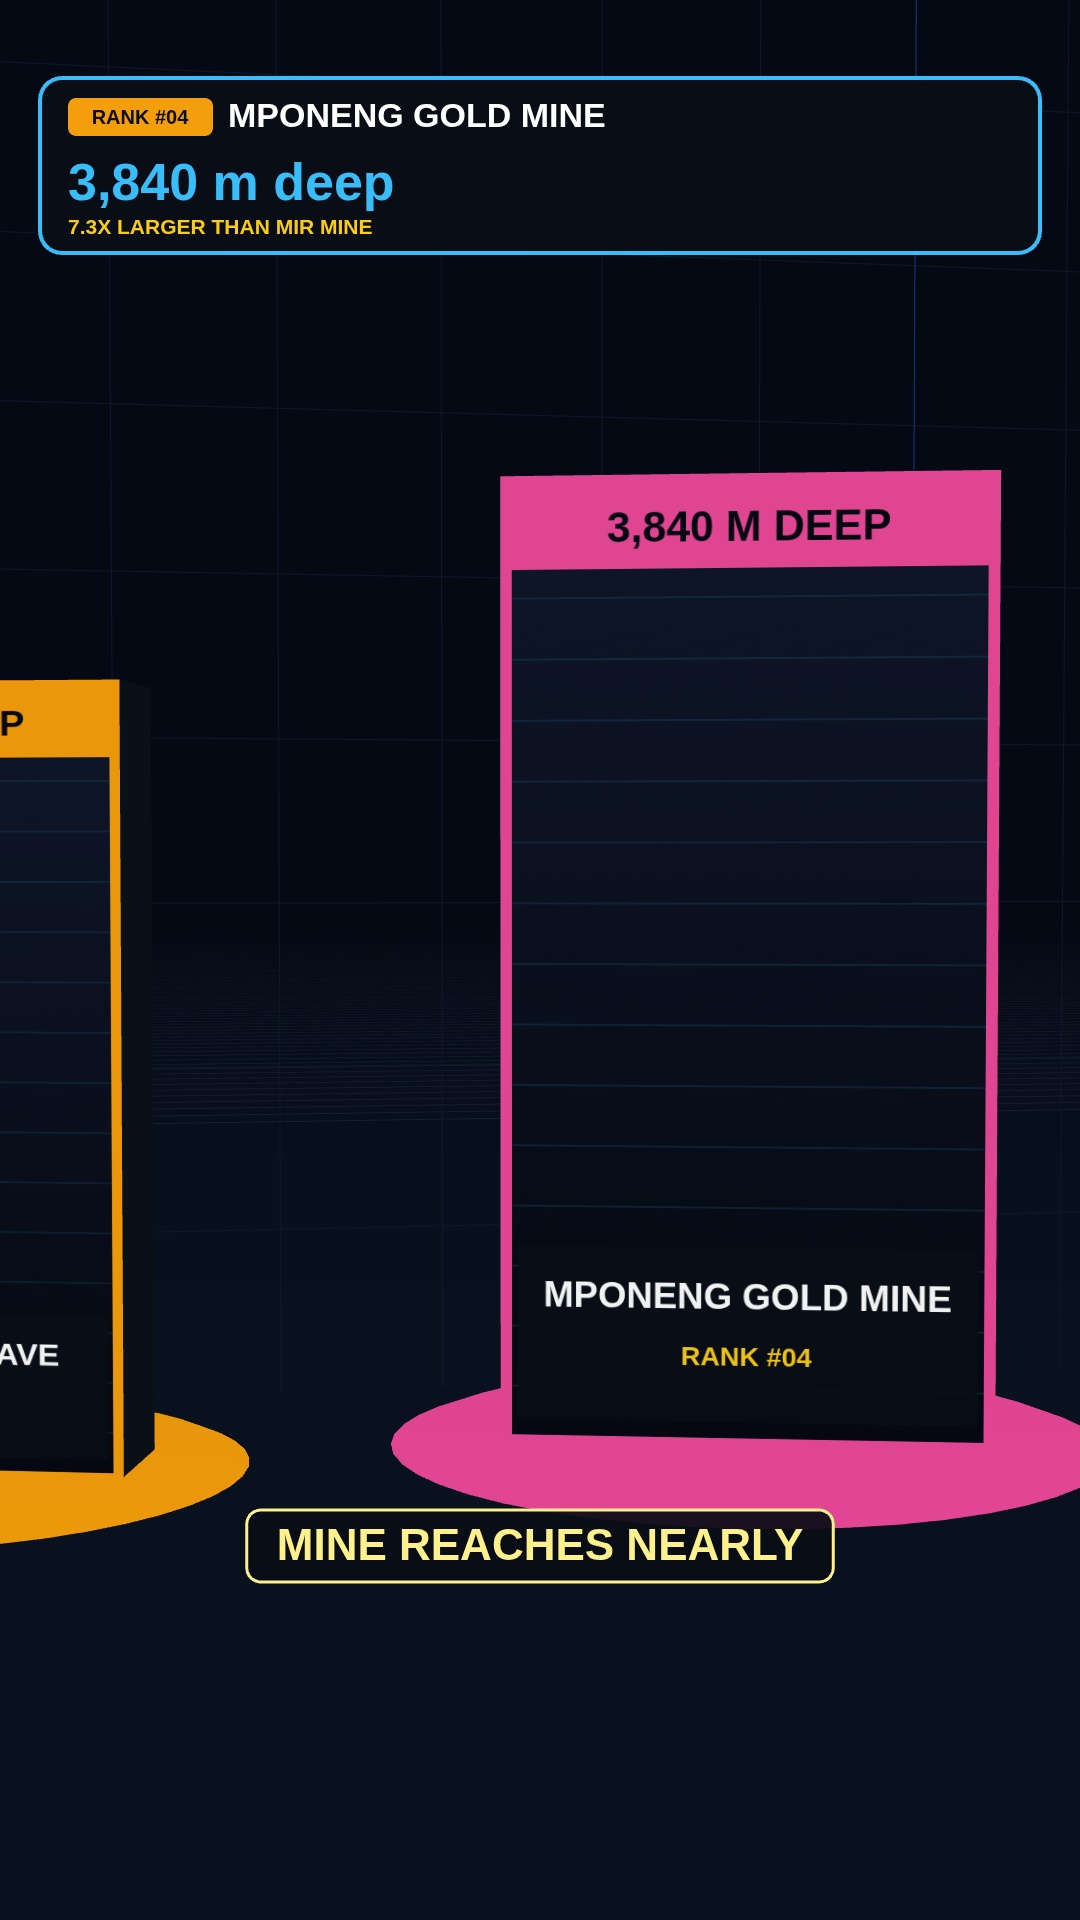 RANK #04 MPONENG GOLD MINE
3,840 m deep
7.3X LARGER THAN MIR MINE
3,840 M DEEP
P
MPONENG GOLD MINE
AVE
RANK #04
MINE REACHES NEARLY